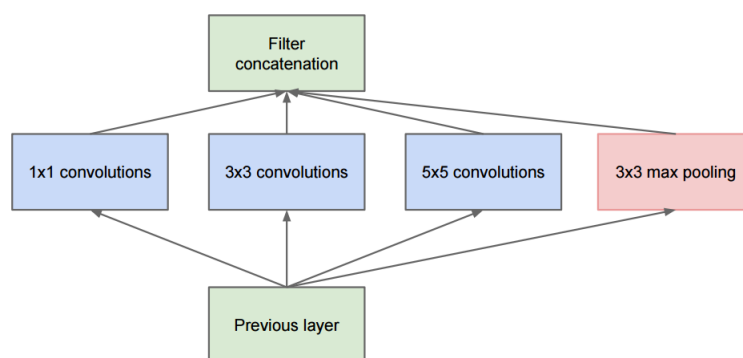 Filter
concatenation
1x1 convolutions
3x3 convolutions
5x5 convolutions
3x3 max pooling
Previous layer